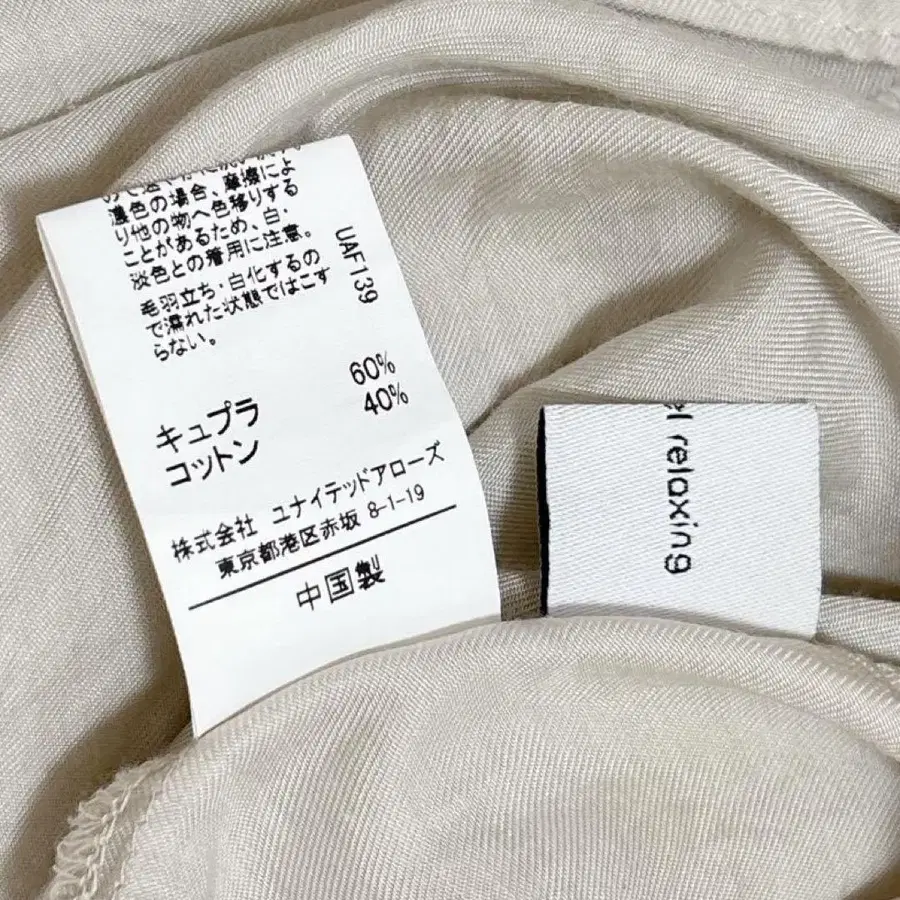 濃色の場合、摩擦によ
り他の物へ色移りする
ことがあるため、白・
淡色との着用に注意。
毛羽立ち・白化するの
で濡れた状態ではこす
らない。
UAF139
キュプラ 60%
コットン 40%
株式会社 ユナイテッドアローズ
東京都港区赤坂 8-1-19
中国製
relaxing